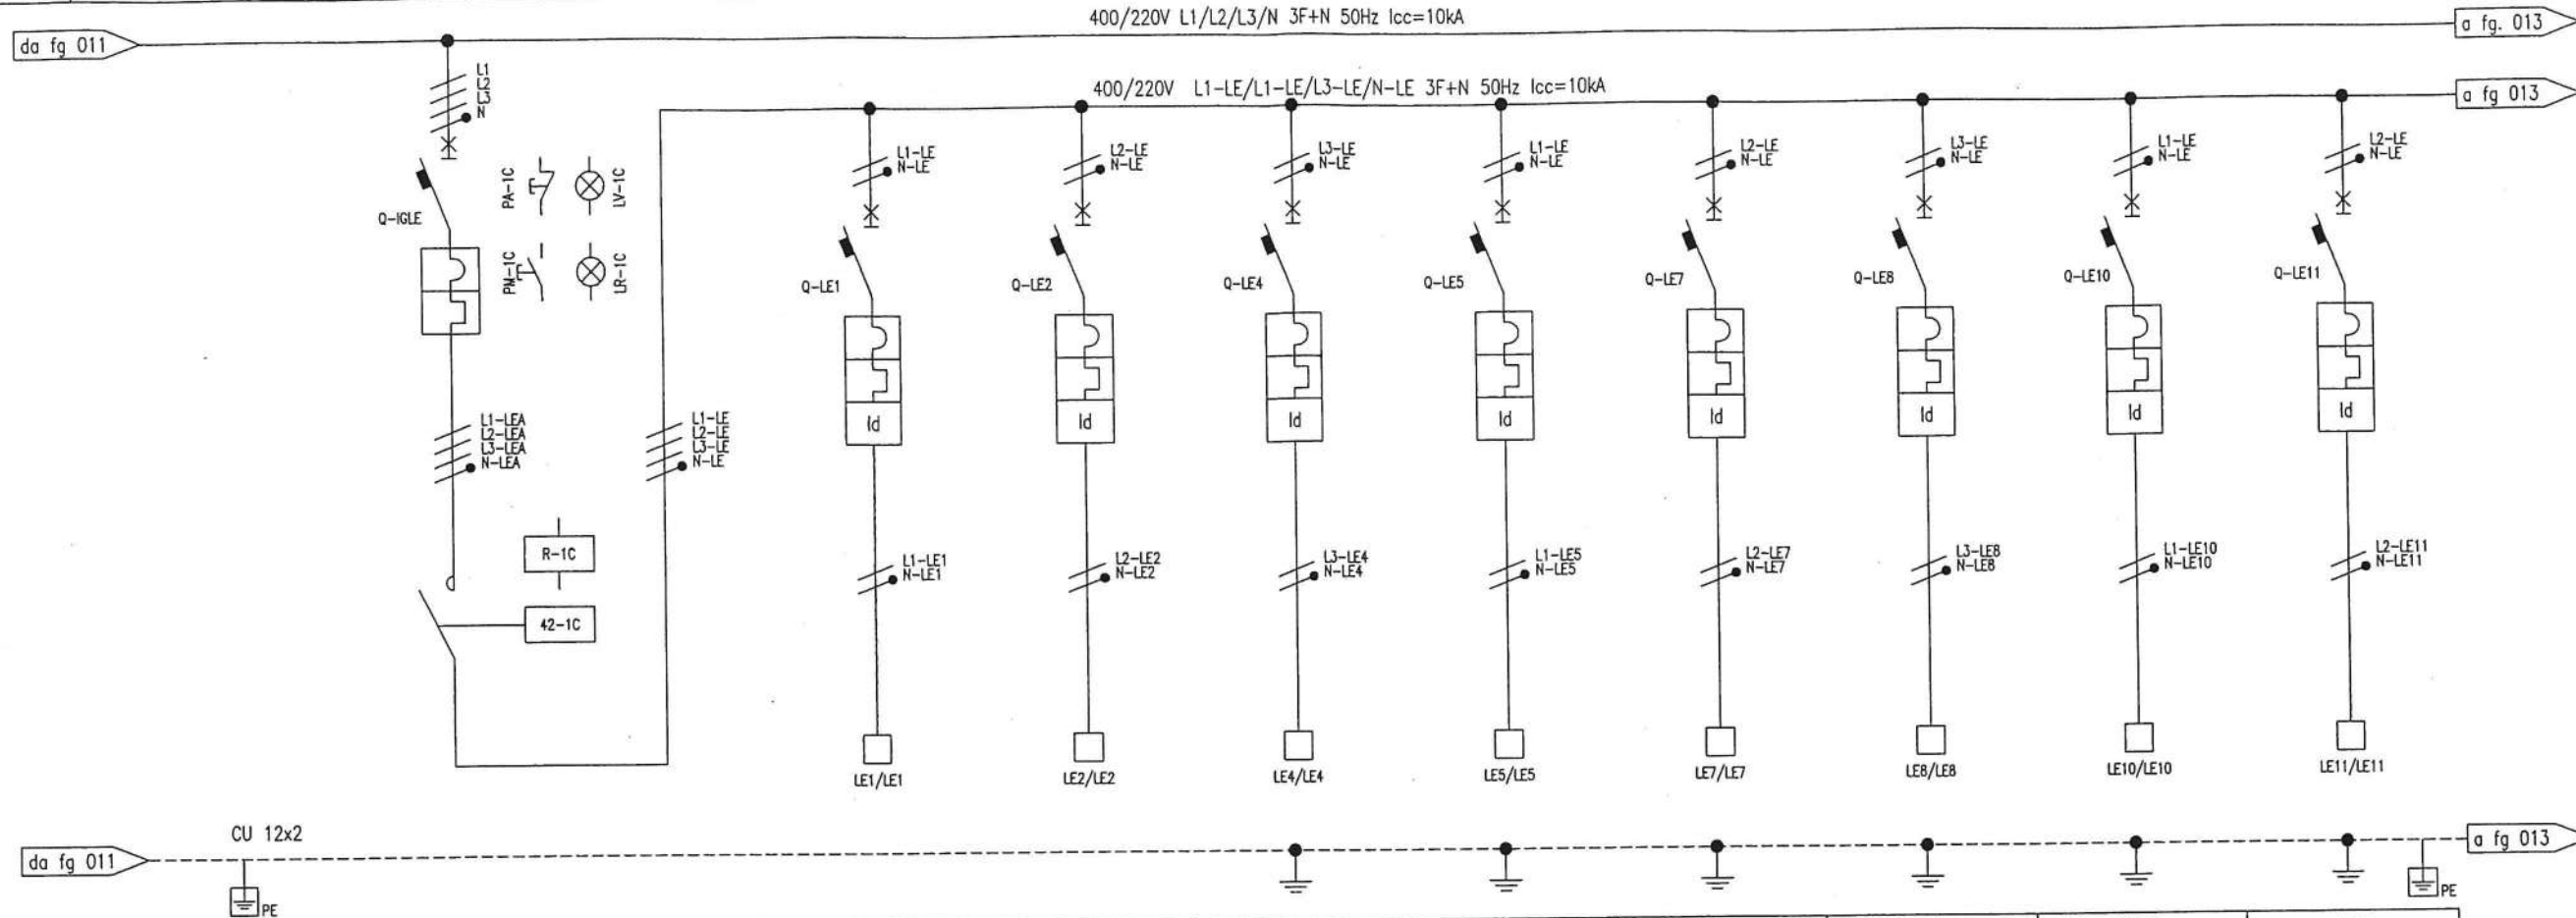 400/220V L1/L2/L3/N 3F+N 50Hz Icc=10kA
da fg 011
a fg. 013
400/220V L1-LE/L1-LE/L3-LE/N-LE 3F+N 50Hz Icc=10kA
a fg 013
L1
L2
L3
N
Q-IGLE
PA-1C
LV-1C
PM-1C
LR-1C
L1-LEA
L2-LEA
L3-LEA
N-LEA
R-1C
42-1C
L1-LE
L2-LE
L3-LE
N-LE
L1-LE
N-LE
Q-LE1
Id
L1-LE1
N-LE1
LE1/LE1
L2-LE
N-LE
Q-LE2
Id
L2-LE2
N-LE2
LE2/LE2
L3-LE
N-LE
Q-LE4
Id
L3-LE4
N-LE4
LE4/LE4
L1-LE
N-LE
Q-LE5
Id
L1-LE5
N-LE5
LE5/LE5
L2-LE
N-LE
Q-LE7
Id
L2-LE7
N-LE7
LE7/LE7
L3-LE
N-LE
Q-LE8
Id
L3-LE8
N-LE8
LE8/LE8
L1-LE
N-LE
Q-LE10
Id
L1-LE10
N-LE10
LE10/LE10
L2-LE
N-LE
Q-LE11
Id
L2-LE11
N-LE11
LE11/LE11
da fg 011
CU 12x2
PE
PE
a fg 013